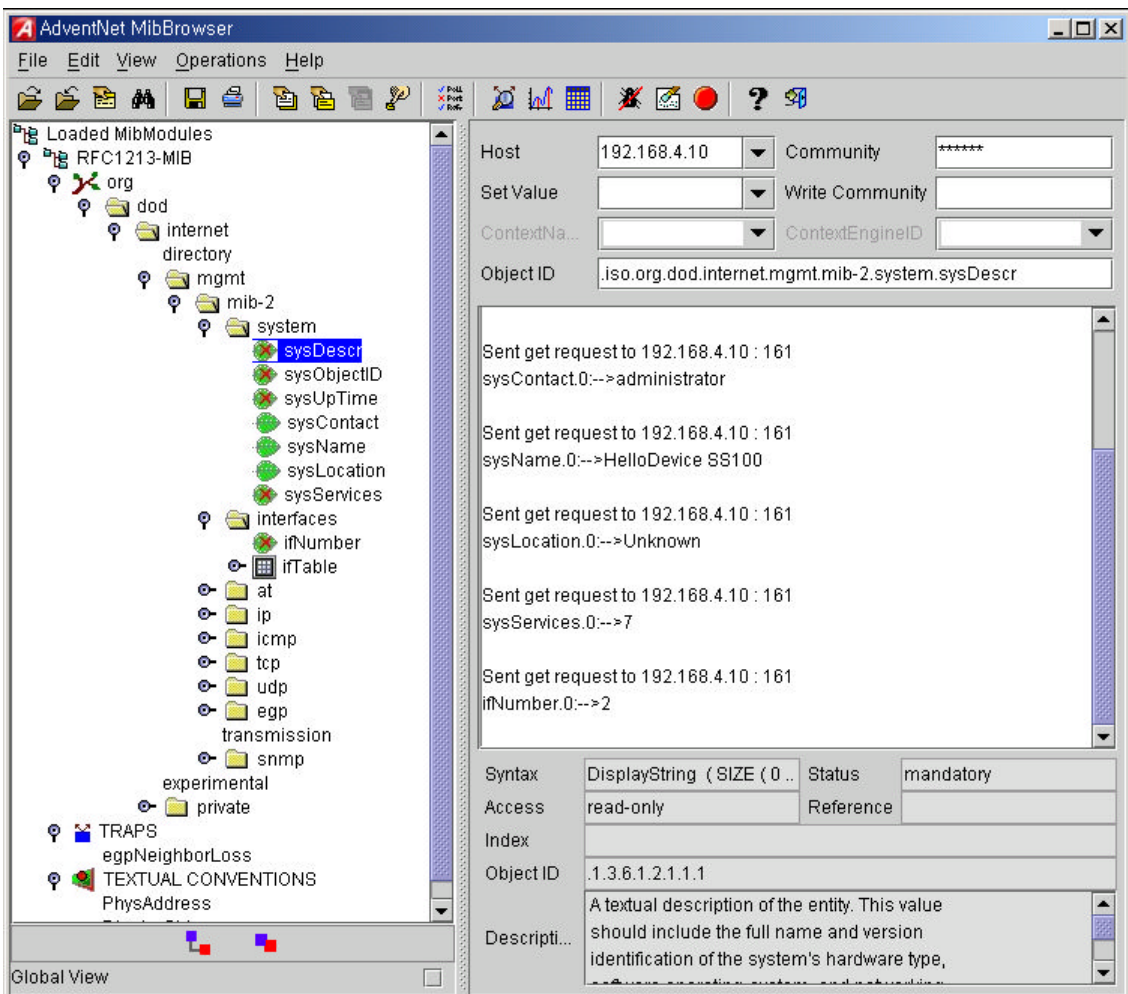 AdventNet MibBrowser
File Edit View Operations Help
Loaded MibModules
RFC1213-MIB
org
dod
internet
directory
mgmt
mib-2
system
sysDescr
sysObjectID
sysUpTime
sysContact
sysName
sysLocation
sysServices
interfaces
ifNumber
ifTable
at
ip
icmp
tcp
udp
egp
transmission
snmp
experimental
private
TRAPS
egpNeighborLoss
TEXTUAL CONVENTIONS
PhysAddress
Global View
Host 192.168.4.10 Community ******
Set Value Write Community
ContextNa... ContextEngineID
Object ID .iso.org.dod.internet.mgmt.mib-2.system.sysDescr
Sent get request to 192.168.4.10 : 161
sysContact.0:-->administrator
Sent get request to 192.168.4.10 : 161
sysName.0:-->HelloDevice SS100
Sent get request to 192.168.4.10 : 161
sysLocation.0:-->Unknown
Sent get request to 192.168.4.10 : 161
sysServices.0:-->7
Sent get request to 192.168.4.10 : 161
ifNumber.0:-->2
Syntax DisplayString ( SIZE ( 0 .. Status mandatory
Access read-only Reference
Index
Object ID .1.3.6.1.2.1.1.1
Descripti... A textual description of the entity. This value
should include the full name and version
identification of the system's hardware type,